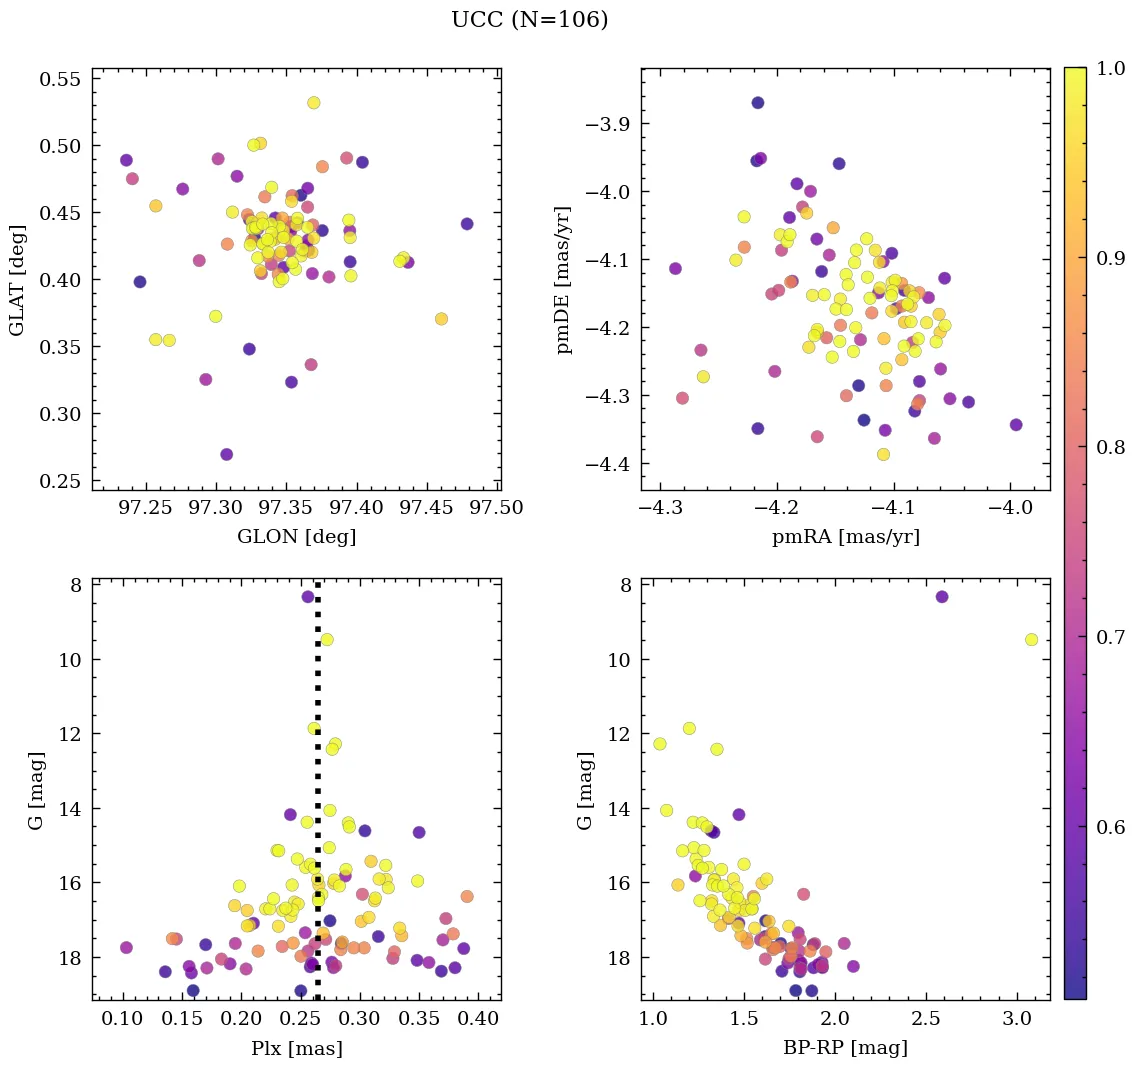 UCC (N=106)
0.55
0.50
0.45
0.40
0.35
0.30
0.25
GLAT [deg]
97.25 97.30 97.35 97.40 97.45 97.50
GLON [deg]
−3.9
−4.0
−4.1
−4.2
−4.3
−4.4
pmDE [mas/yr]
−4.3 −4.2 −4.1 −4.0
pmRA [mas/yr]
8
10
12
14
16
18
G [mag]
0.10 0.15 0.20 0.25 0.30 0.35 0.40
Plx [mas]
8
10
12
14
16
18
G [mag]
1.0 1.5 2.0 2.5 3.0
BP-RP [mag]
1.0
0.9
0.8
0.7
0.6